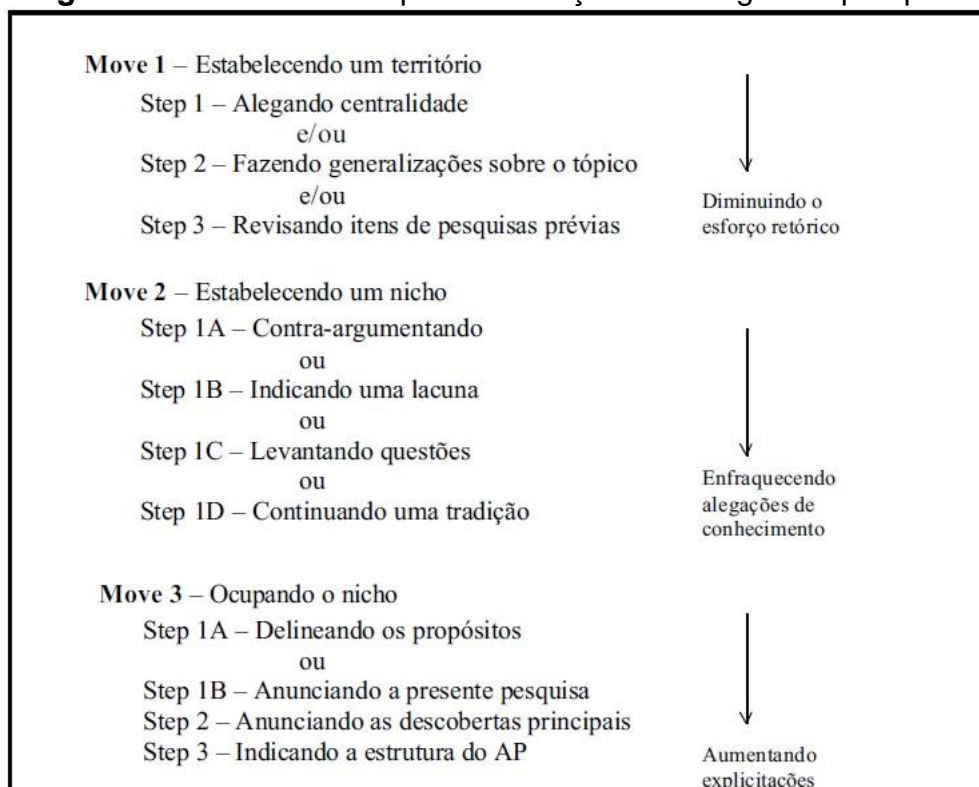 Move 1 – Estabelecendo um território
Step 1 – Alegando centralidade
e/ou
Step 2 – Fazendo generalizações sobre o tópico
e/ou
Step 3 – Revisando itens de pesquisas prévias
Diminuindo o
esforço retórico
Move 2 – Estabelecendo um nicho
Step 1A – Contra-argumentando
ou
Step 1B – Indicando uma lacuna
ou
Step 1C – Levantando questões
ou
Step 1D – Continuando uma tradição
Enfraquecendo
alegações de
conhecimento
Move 3 – Ocupando o nicho
Step 1A – Delineando os propósitos
ou
Step 1B – Anunciando a presente pesquisa
Step 2 – Anunciando as descobertas principais
Step 3 – Indicando a estrutura do AP
Aumentando
explicitações